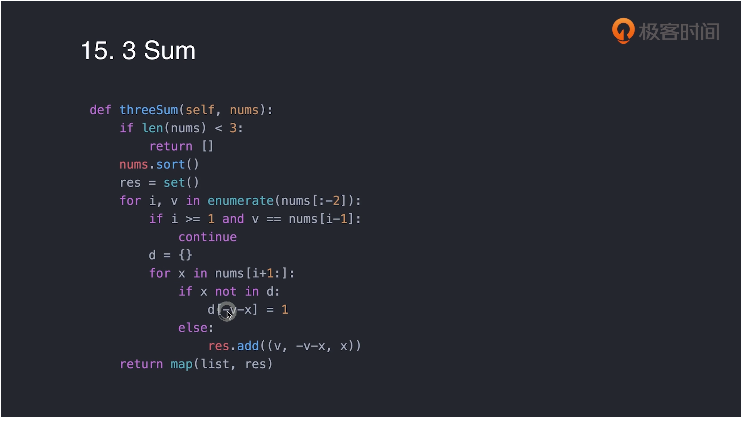 极客时间
15. 3 Sum
def threeSum(self, nums):
    if len(nums) < 3:
        return []
    nums.sort()
    res = set()
    for i, v in enumerate(nums[:-2]):
        if i >= 1 and v == nums[i-1]:
            continue
        d = {}
        for x in nums[i+1:]:
            if x not in d:
                d[-v-x] = 1
            else:
                res.add((v, -v-x, x))
    return map(list, res)